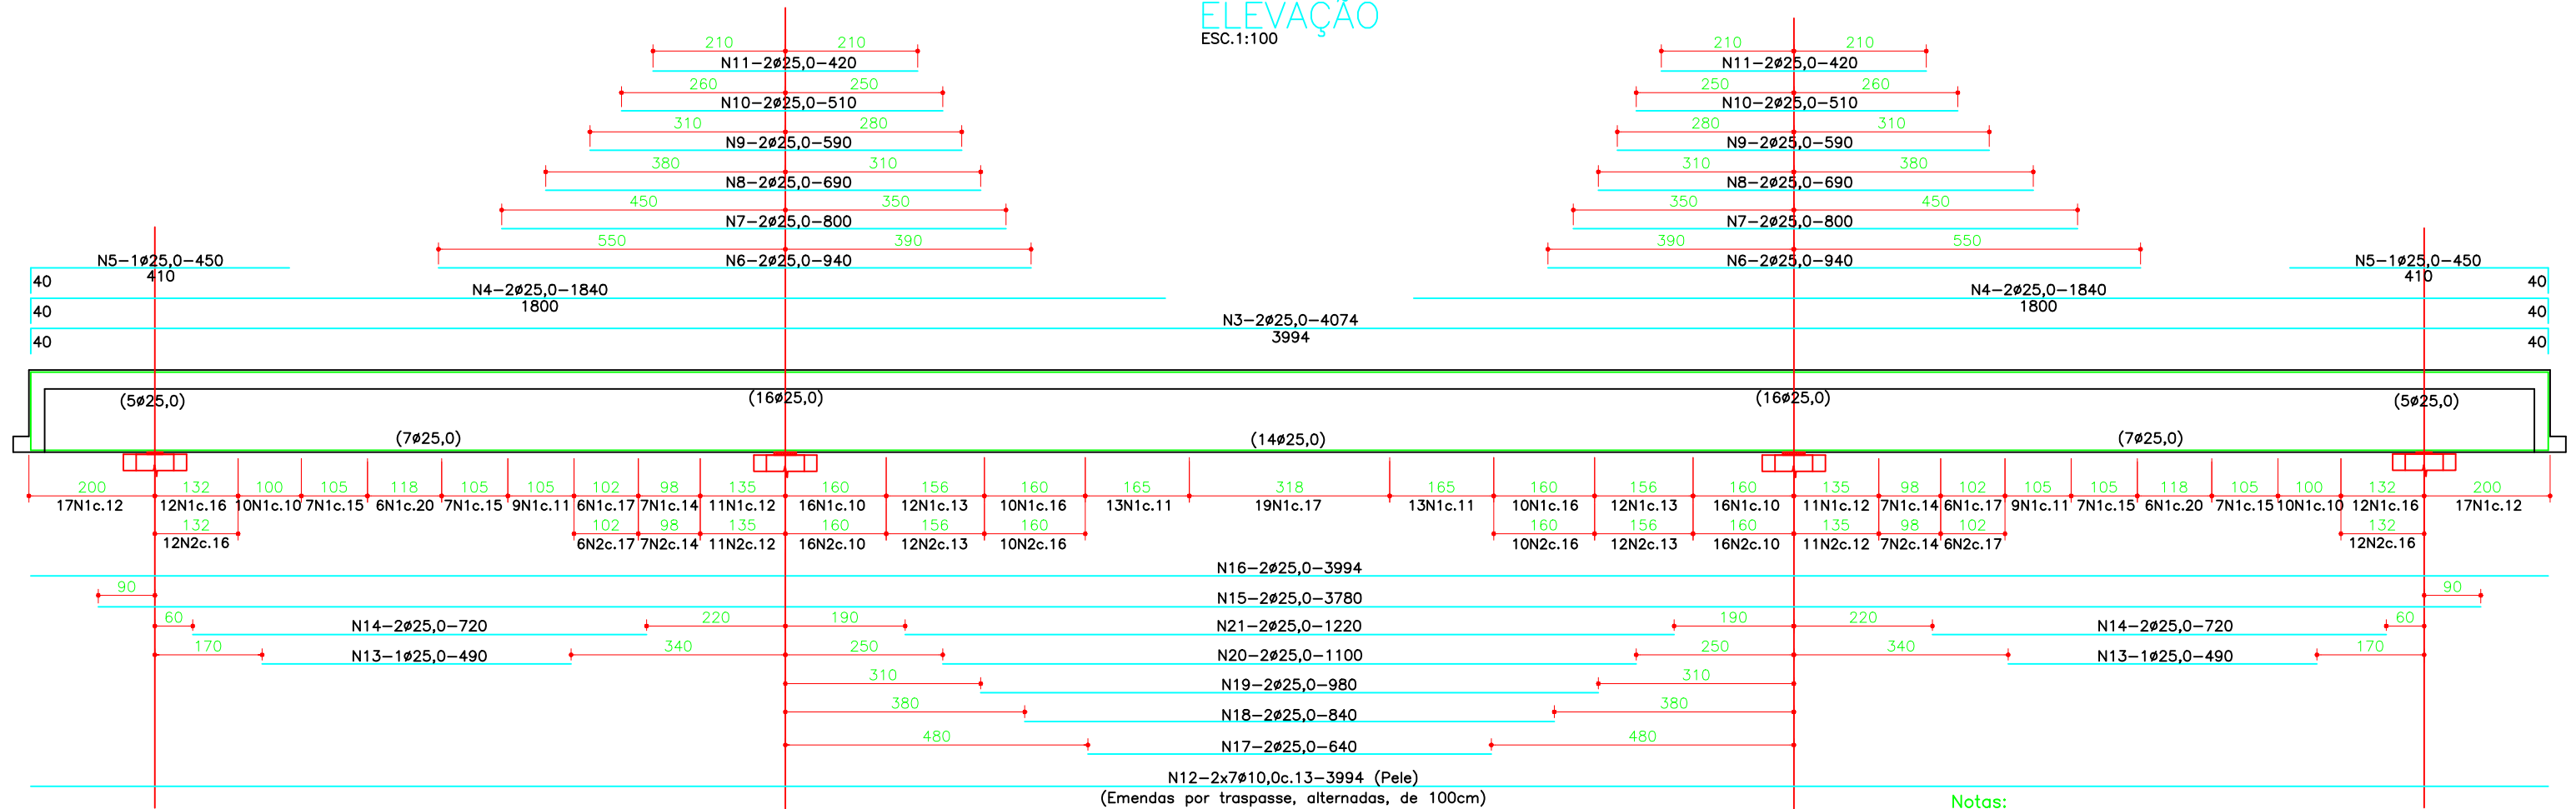 ELEVAÇÃO
ESC.1:100
210 210 210 210
N11-2ø25,0-420 N11-2ø25,0-420
260 250 250 260
N10-2ø25,0-510 N10-2ø25,0-510
310 280 280 310
N9-2ø25,0-590 N9-2ø25,0-590
380 310 310 380
N8-2ø25,0-690 N8-2ø25,0-690
450 350 350 450
N7-2ø25,0-800 N7-2ø25,0-800
550 390 390 550
N5-1ø25,0-450 N6-2ø25,0-940 N6-2ø25,0-940 N5-1ø25,0-450
40 410 410 40
N4-2ø25,0-1840 N4-2ø25,0-1840
40 1800 1800 40
N3-2ø25,0-4074
40 3994 40
(5ø25,0) (16ø25,0) (16ø25,0) (5ø25,0)
(7ø25,0) (14ø25,0) (7ø25,0)
200 132 100 105 118 105 105 102 98 135 160 156 160 165 318 165 160 156 160 135 98 102 105 105 118 105 100 132 200
17N1c.12 12N1c.16 10N1c.10 7N1c.15 6N1c.20 7N1c.15 9N1c.11 6N1c.17 7N1c.14 11N1c.12 16N1c.10 12N1c.13 10N1c.16 13N1c.11 19N1c.17 13N1c.11 10N1c.16 12N1c.13 16N1c.10 11N1c.12 7N1c.14 6N1c.17 9N1c.11 7N1c.15 6N1c.20 7N1c.15 10N1c.10 12N1c.16 17N1c.12
132 102 98 135 160 156 160 160 156 160 135 98 102 132
12N2c.16 6N2c.17 7N2c.14 11N2c.12 16N2c.10 12N2c.13 10N2c.16 10N2c.16 12N2c.13 16N2c.10 11N2c.12 7N2c.14 6N2c.17 12N2c.16
N16-2ø25,0-3994
90 90
N15-2ø25,0-3780
60 N14-2ø25,0-720 220 190 N21-2ø25,0-1220 190 220 N14-2ø25,0-720 60
170 N13-1ø25,0-490 340 250 N20-2ø25,0-1100 250 340 N13-1ø25,0-490 170
310 N19-2ø25,0-980 310
380 N18-2ø25,0-840 380
480 N17-2ø25,0-640 480
N12-2x7ø10,0c.13-3994 (Pele)
(Emendas por traspasse, alternadas, de 100cm)
Notas: